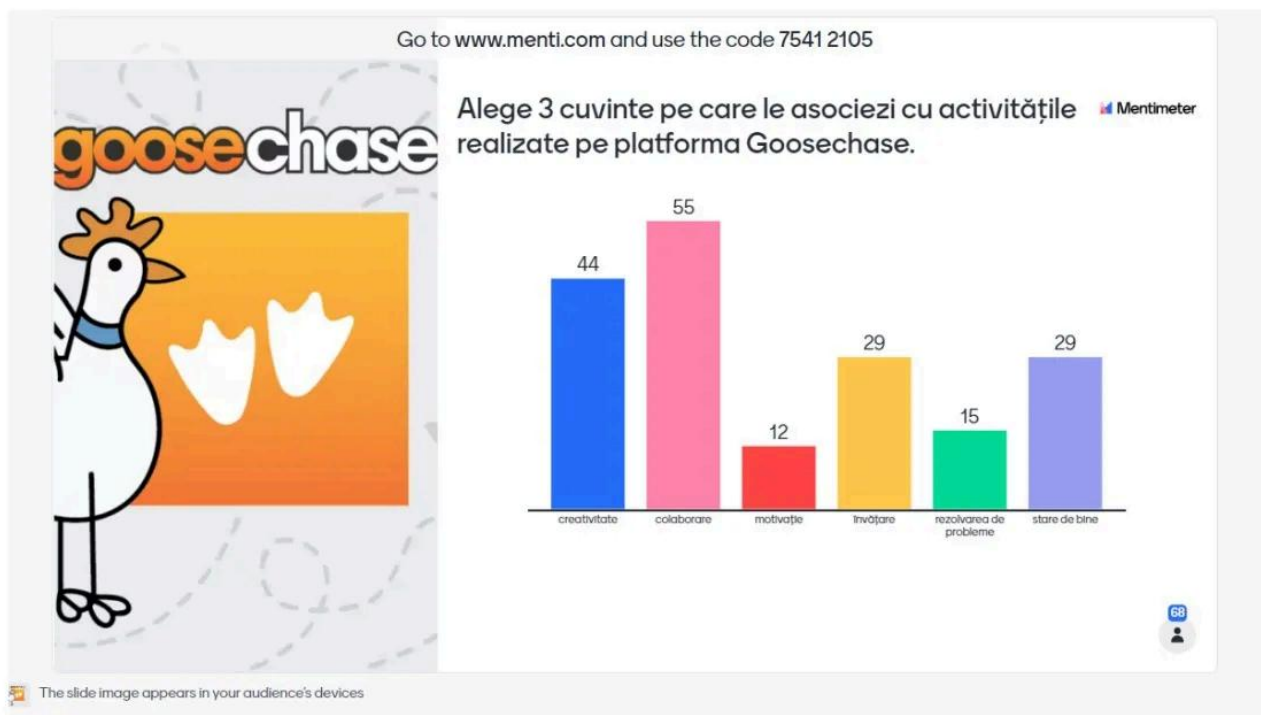 Go to www.menti.com and use the code 7541 2105
goosechase
Alege 3 cuvinte pe care le asociezi cu activitățile
realizate pe platforma Goosechase.
Mentimeter
44
55
12
29
15
29
creativitate
colaborare
motivație
învățare
rezolvarea de
probleme
stare de bine
68
The slide image appears in your audience's devices